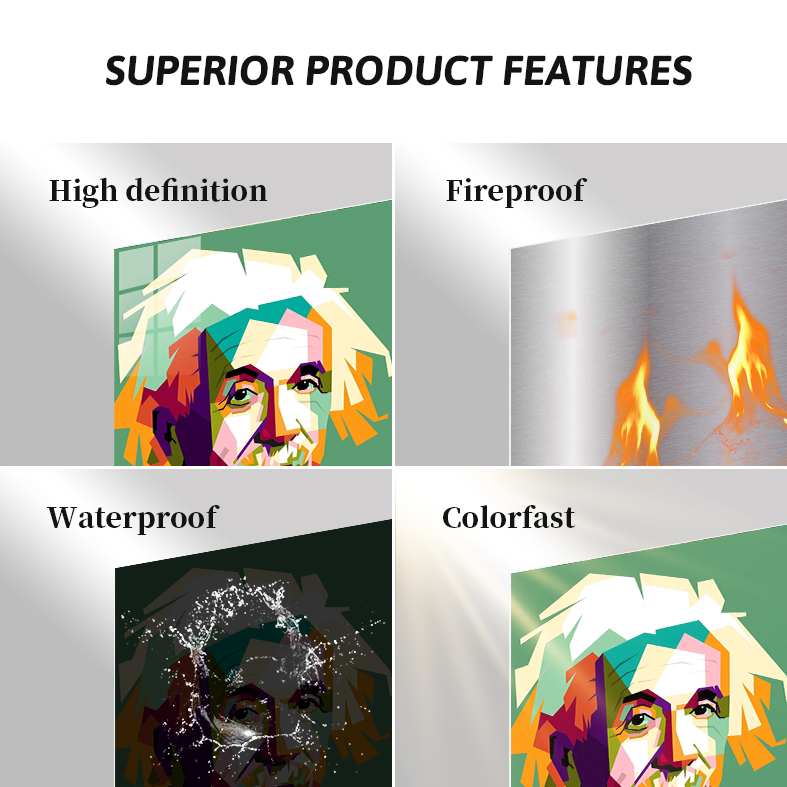 SUPERIOR PRODUCT FEATURES
High definition
Fireproof
Waterproof
Colorfast